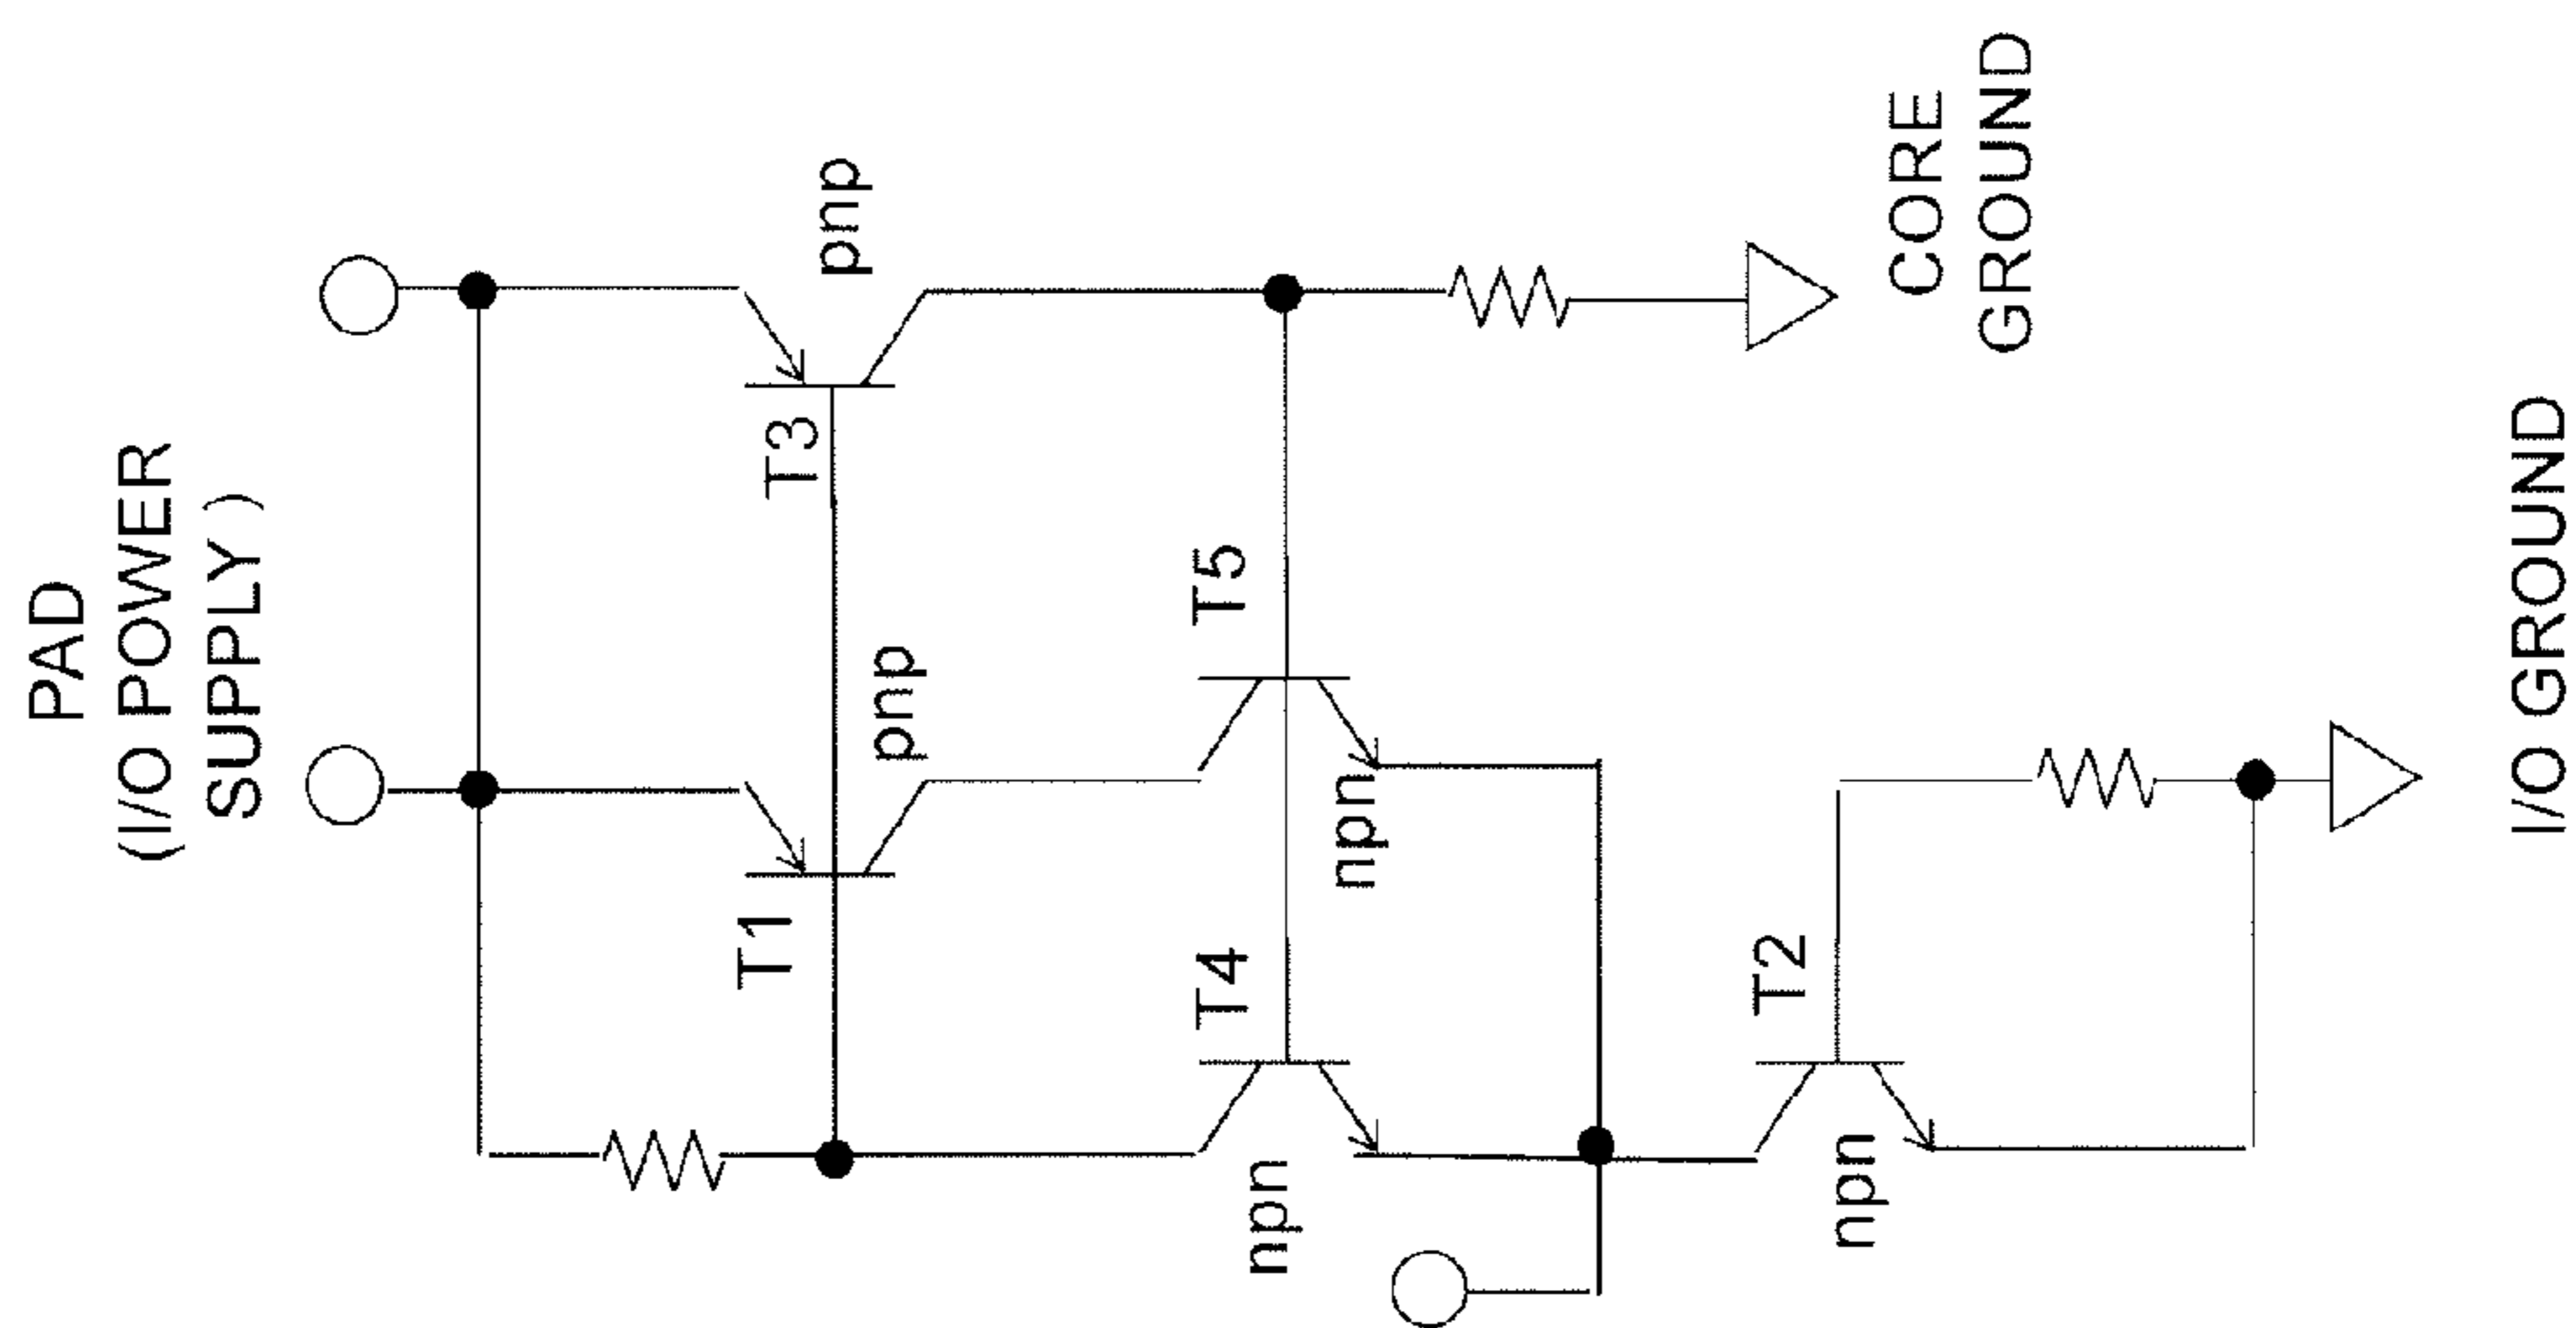 PAD
(I/O POWER
SUPPLY)
T1
pnp
T3
pnp
T4
npn
T5
npn
T2
npn
CORE
GROUND
I/O GROUND